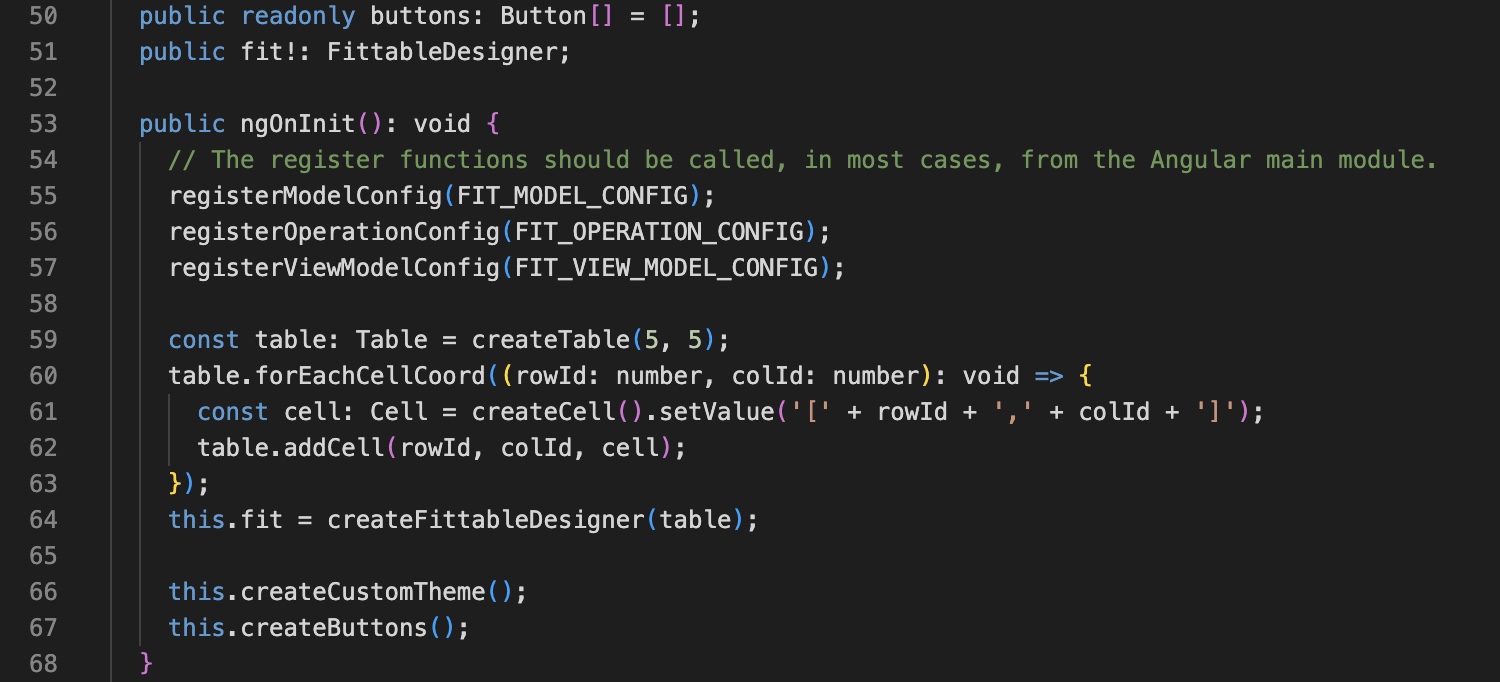 50 public readonly buttons: Button[] = [];
51 public fit!: FittableDesigner;
52
53 public ngOnInit(): void {
54 // The register functions should be called, in most cases, from the Angular main module.
55 registerModelConfig(FIT_MODEL_CONFIG);
56 registerOperationConfig(FIT_OPERATION_CONFIG);
57 registerViewModelConfig(FIT_VIEW_MODEL_CONFIG);
58
59 const table: Table = createTable(5, 5);
60 table.forEachCellCoord((rowId: number, colId: number): void => {
61 const cell: Cell = createCell().setValue('[' + rowId + ',' + colId + ']');
62 table.addCell(rowId, colId, cell);
63 });
64 this.fit = createFittableDesigner(table);
65
66 this.createCustomTheme();
67 this.createButtons();
68 }